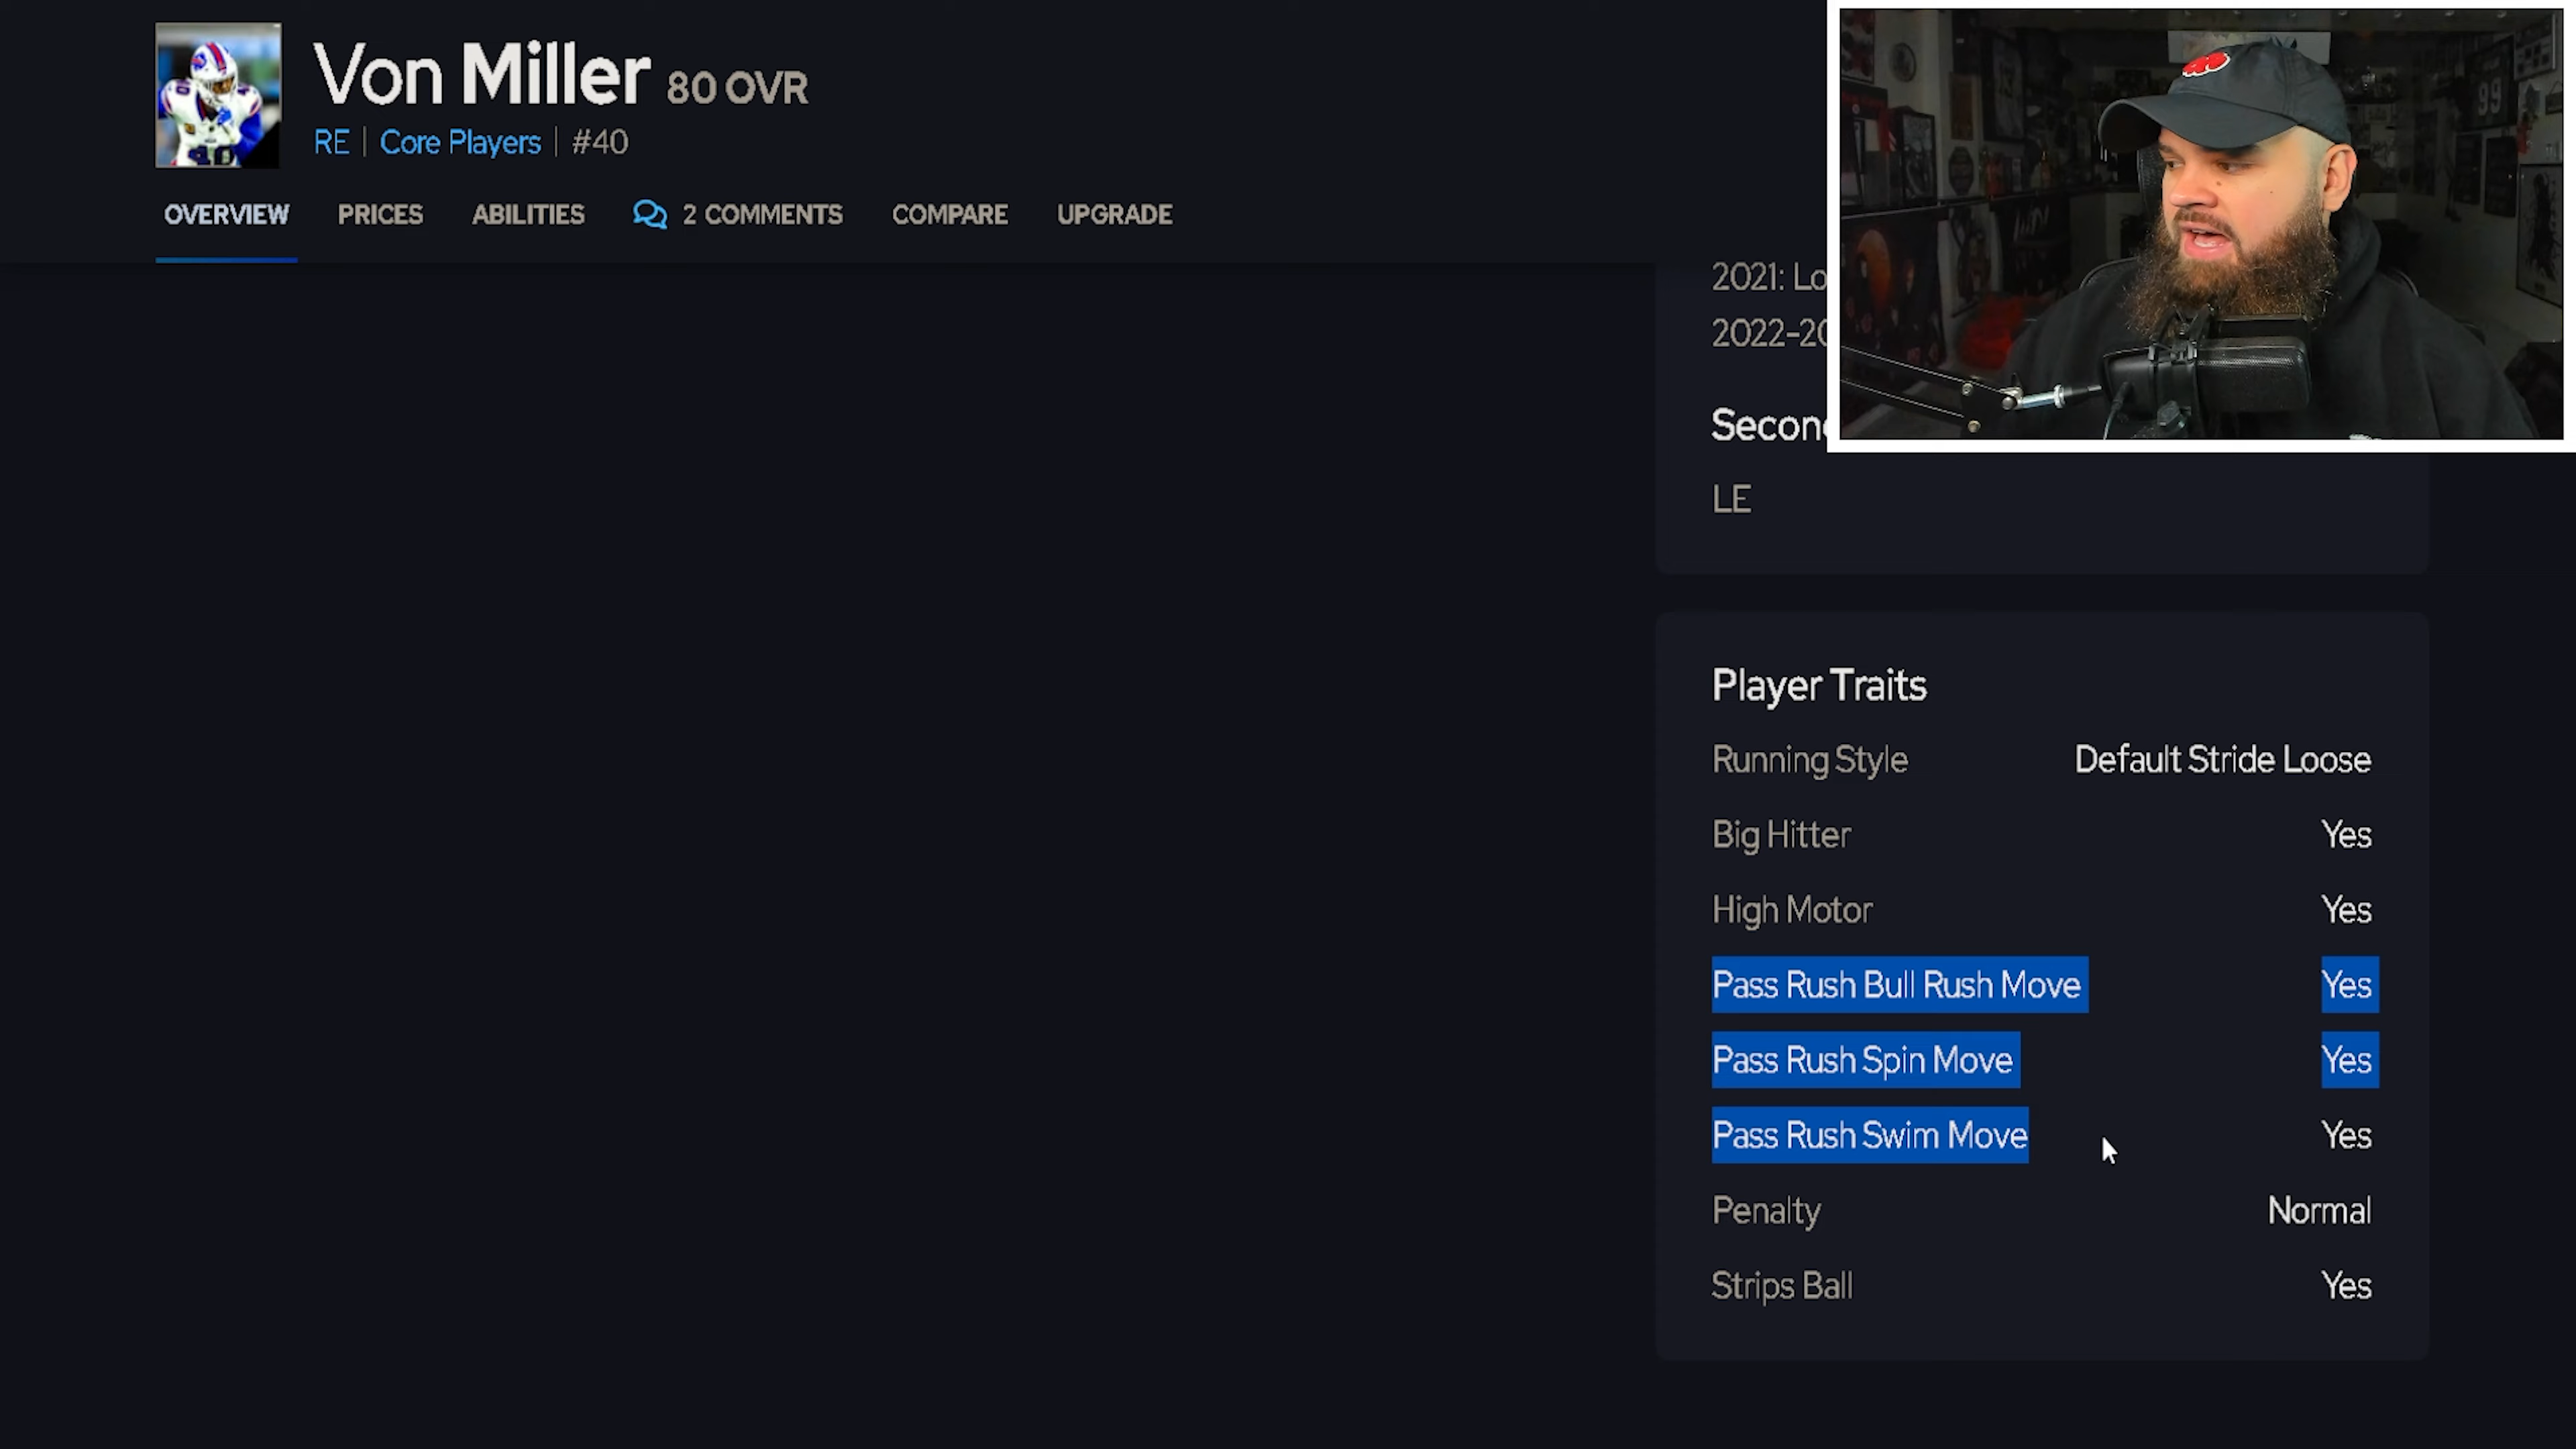 Von Miller 80 OVR
RE | Core Players | #40
OVERVIEW PRICES ABILITIES 2 COMMENTS COMPARE UPGRADE
99
2021: Lo
2022-20
Secon
LE
Player Traits
Running Style Default Stride Loose
Big Hitter Yes
High Motor Yes
Pass Rush Bull Rush Move Yes
Pass Rush Spin Move Yes
Pass Rush Swim Move Yes
Penalty Normal
Strips Ball Yes